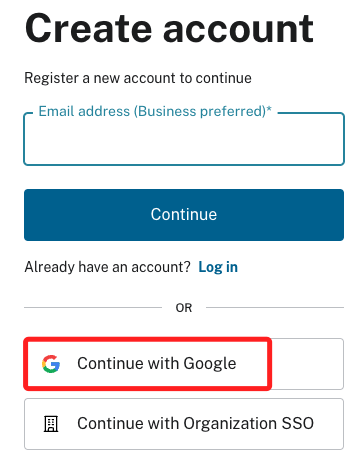 Create account
Register a new account to continue
Email address (Business preferred)*
Continue
Already have an account? Log in
OR
Continue with Google
Continue with Organization SSO